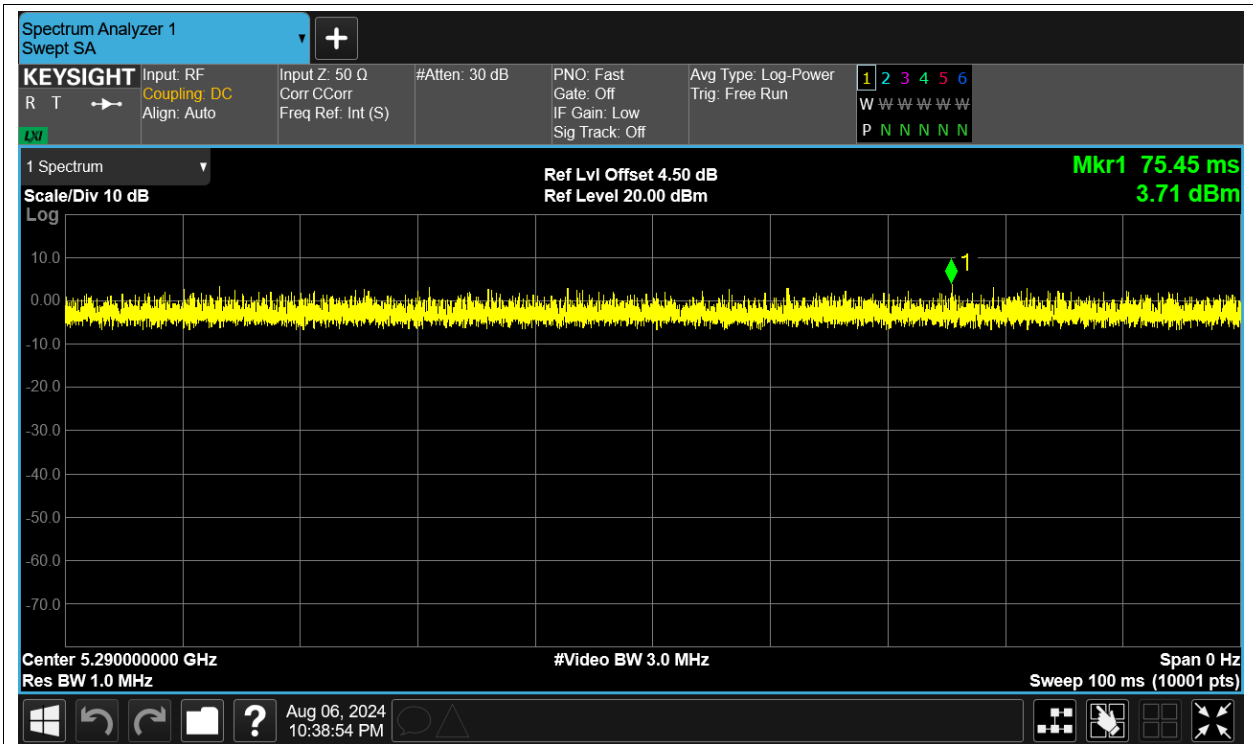 Spectrum Analyzer 1
Swept SA
KEYSIGHT
R T
LXI
Input: RF
Coupling: DC
Align: Auto
Input Z: 50 Ω
Corr CCorr
Freq Ref: Int (S)
#Atten: 30 dB
PNO: Fast
Gate: Off
IF Gain: Low
Sig Track: Off
Avg Type: Log-Power
Trig: Free Run
1 2 3 4 5 6
W W W W W W
P N N N N N
1 Spectrum
Scale/Div 10 dB
Ref Lvl Offset 4.50 dB
Ref Level 20.00 dBm
Mkr1 75.45 ms
3.71 dBm
Log
10.0
0.00
-10.0
-20.0
-30.0
-40.0
-50.0
-60.0
-70.0
1
Center 5.290000000 GHz
Res BW 1.0 MHz
#Video BW 3.0 MHz
Span 0 Hz
Sweep 100 ms (10001 pts)
?
Aug 06, 2024
10:38:54 PM